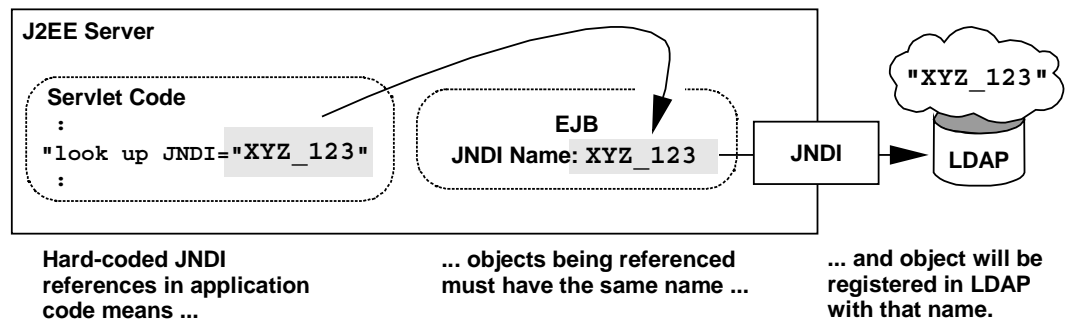 J2EE Server
Servlet Code
:
"look up JNDI="XYZ_123"
:
EJB
JNDI Name: XYZ_123
JNDI
"XYZ_123"
LDAP
Hard-coded JNDI
references in application
code means ...
... objects being referenced
must have the same name ...
... and object will be
registered in LDAP
with that name.